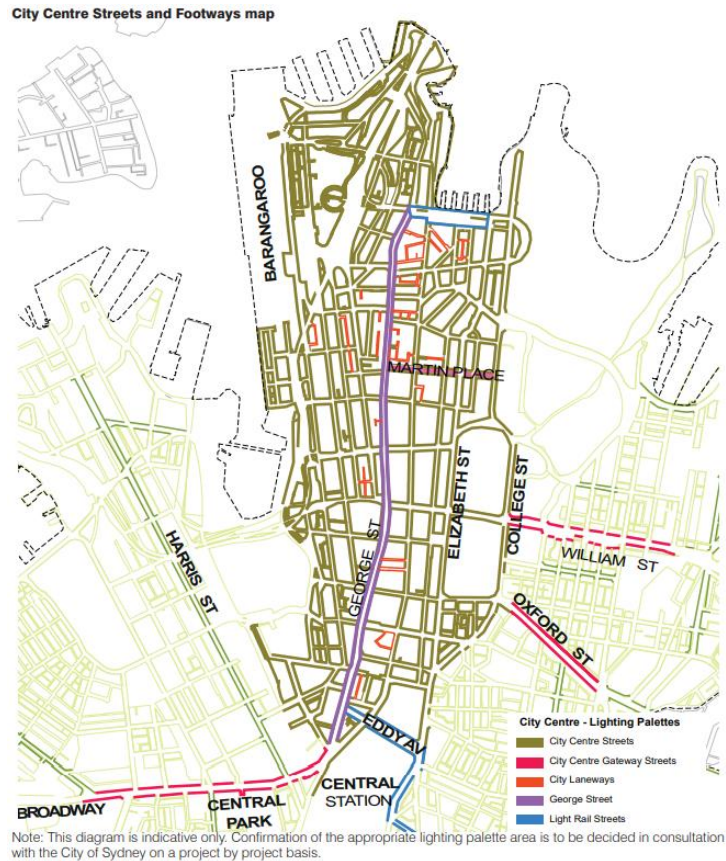 City Centre Streets and Footways map
BARANGAROO
MARTIN PLACE
ELIZABETH ST
COLLEGE ST
HARRIS ST
GEORGE ST
WILLIAM ST
OXFORD ST
EDDY AV
CENTRAL
STATION
BROADWAY
CENTRAL
PARK
City Centre - Lighting Palettes
City Centre Streets
City Centre Gateway Streets
City Laneways
George Street
Light Rail Streets
Note: This diagram is indicative only. Confirmation of the appropriate lighting palette area is to be decided in consultation
with the City of Sydney on a project by project basis.